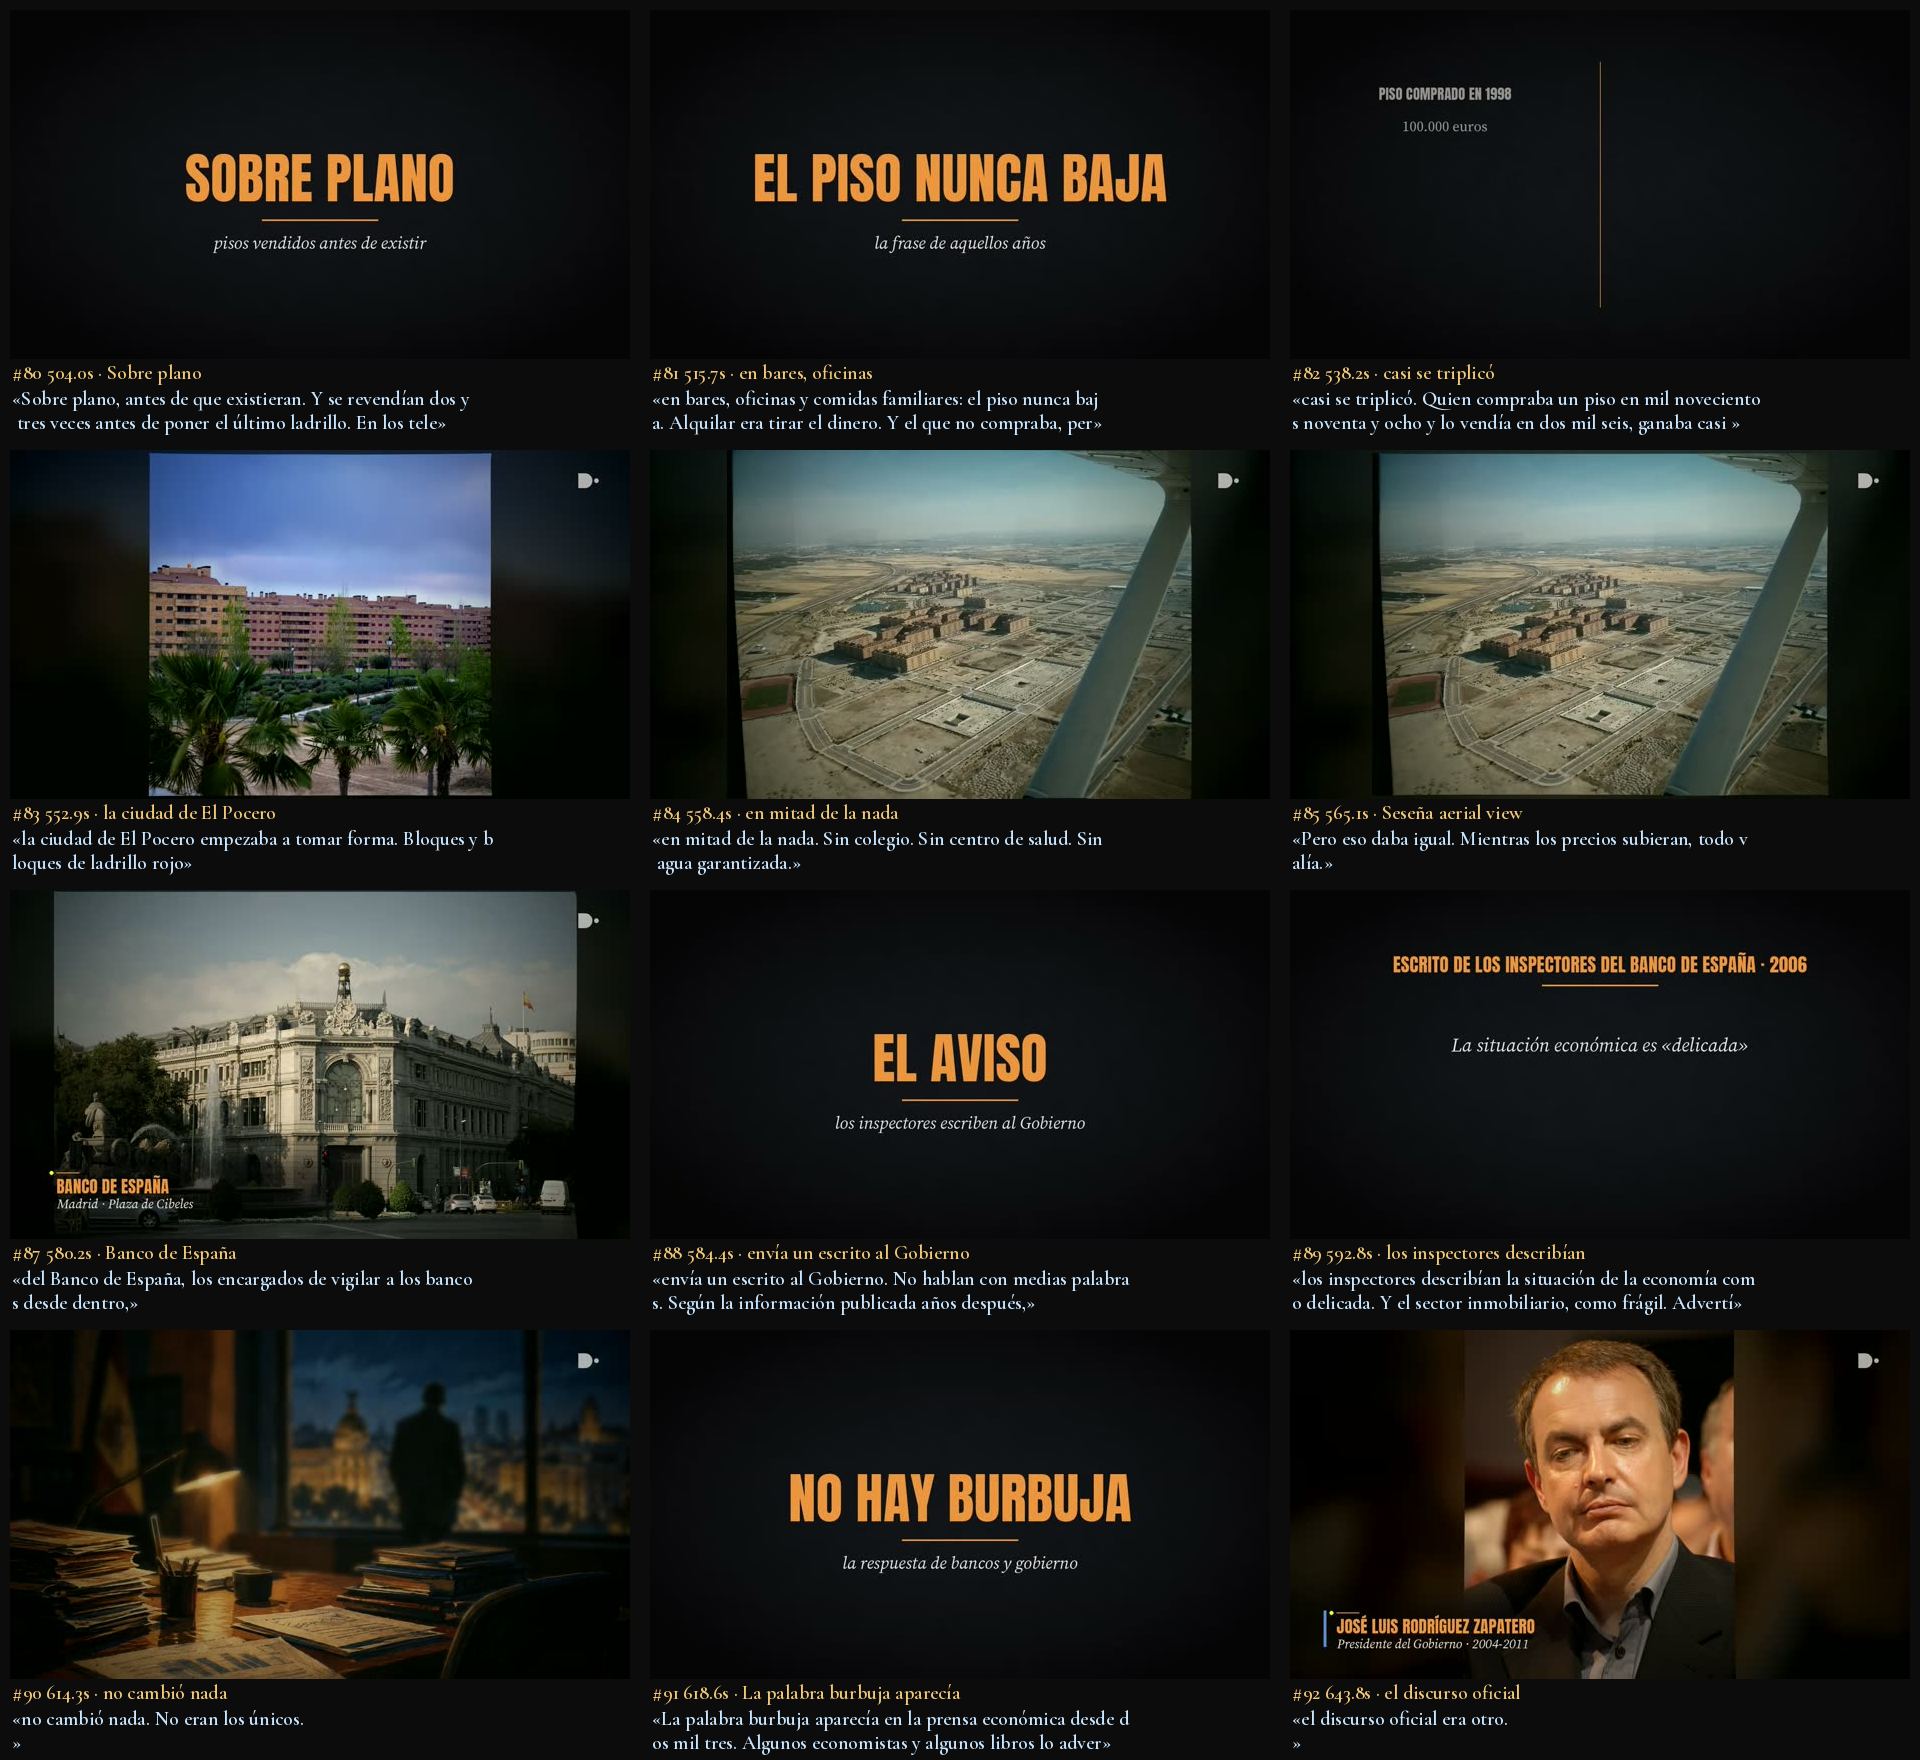 SOBRE PLANO
pisos vendidos antes de existir
#80 504.0s · Sobre plano
«Sobre plano, antes de que existieran. Y se revendían dos y
tres veces antes de poner el último ladrillo. En los tele»
EL PISO NUNCA BAJA
la frase de aquellos años
#81 515.7s · en bares, oficinas
«en bares, oficinas y comidas familiares: el piso nunca baj
a. Alquilar era tirar el dinero. Y el que no compraba, per»
PISO COMPRADO EN 1998
100.000 euros
#82 538.2s · casi se triplicó
«casi se triplicó. Quien compraba un piso en mil noveciento
s noventa y ocho y lo vendía en dos mil seis, ganaba casi »
#83 552.9s · la ciudad de El Pocero
«la ciudad de El Pocero empezaba a tomar forma. Bloques y b
loques de ladrillo rojo»
#84 558.4s · en mitad de la nada
«en mitad de la nada. Sin colegio. Sin centro de salud. Sin
agua garantizada.»
#85 565.1s · Seseña aerial view
«Pero eso daba igual. Mientras los precios subieran, todo v
alía.»
BANCO DE ESPAÑA
Madrid · Plaza de Cibeles
#87 580.2s · Banco de España
«del Banco de España, los encargados de vigilar a los banco
s desde dentro,»
EL AVISO
los inspectores escriben al Gobierno
#88 584.4s · envía un escrito al Gobierno
«envía un escrito al Gobierno. No hablan con medias palabra
s. Según la información publicada años después,»
ESCRITO DE LOS INSPECTORES DEL BANCO DE ESPAÑA · 2006
La situación económica es «delicada»
#89 592.8s · los inspectores describían
«los inspectores describían la situación de la economía com
o delicada. Y el sector inmobiliario, como frágil. Advertí»
#90 614.3s · no cambió nada
«no cambió nada. No eran los únicos.
»
NO HAY BURBUJA
la respuesta de bancos y gobierno
#91 618.6s · La palabra burbuja aparecía
«La palabra burbuja aparecía en la prensa económica desde d
os mil tres. Algunos economistas y algunos libros lo adver»
JOSÉ LUIS RODRÍGUEZ ZAPATERO
Presidente del Gobierno · 2004-2011
#92 643.8s · el discurso oficial
«el discurso oficial era otro.
»